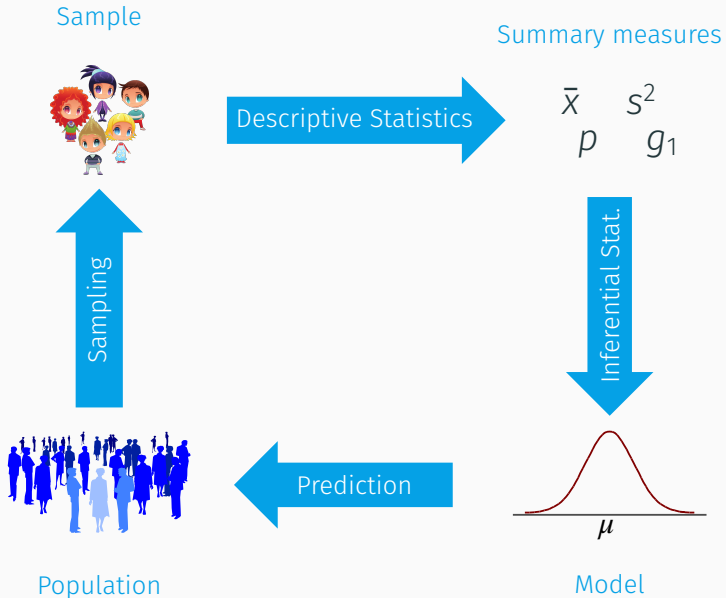 Sample
Summary measures
Descriptive Statistics
x̄ s²
p g₁
Sampling
Inferential Stat.
Prediction
μ
Population
Model